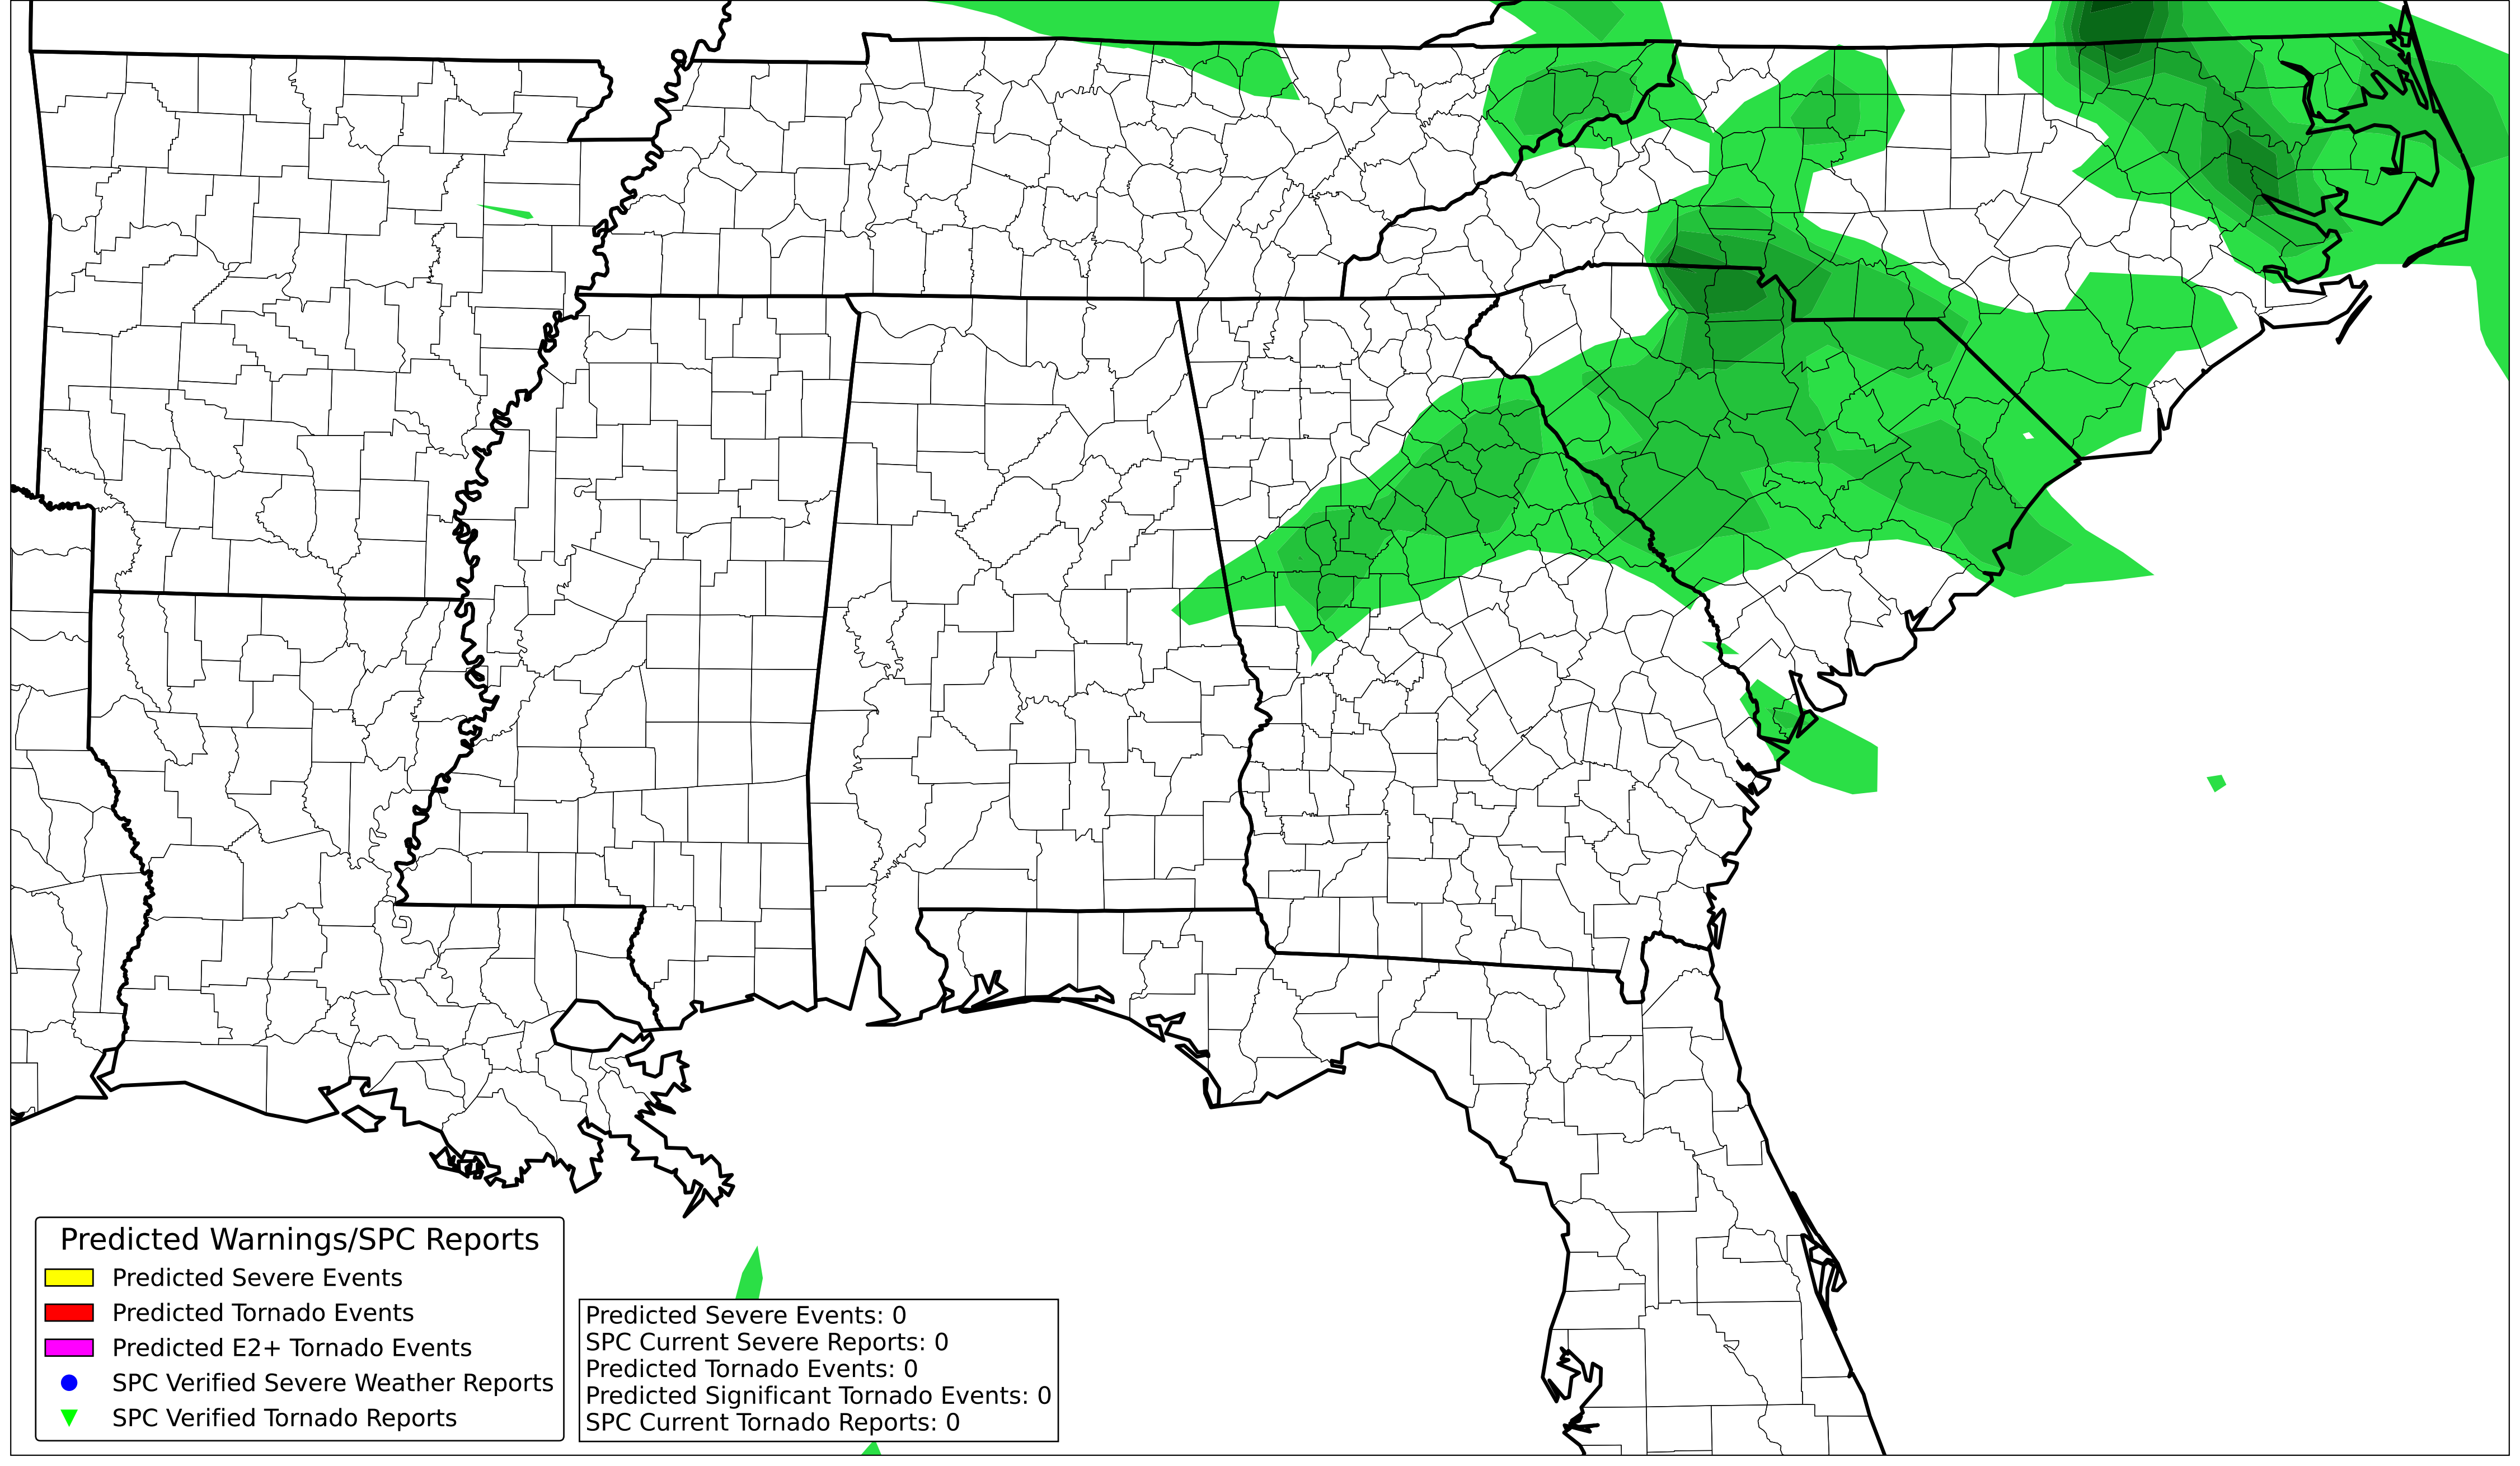 Predicted Warnings/SPC Reports
Predicted Severe Events
Predicted Tornado Events
Predicted E2+ Tornado Events
SPC Verified Severe Weather Reports
SPC Verified Tornado Reports
Predicted Severe Events: 0
SPC Current Severe Reports: 0
Predicted Tornado Events: 0
Predicted Significant Tornado Events: 0
SPC Current Tornado Reports: 0